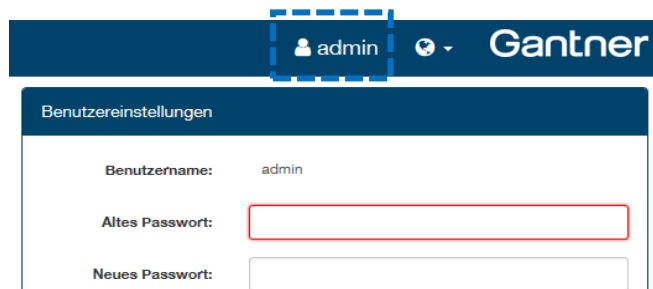 admin Gantner
Benutzereinstellungen
Benutzername: admin
Altes Passwort:
Neues Passwort: